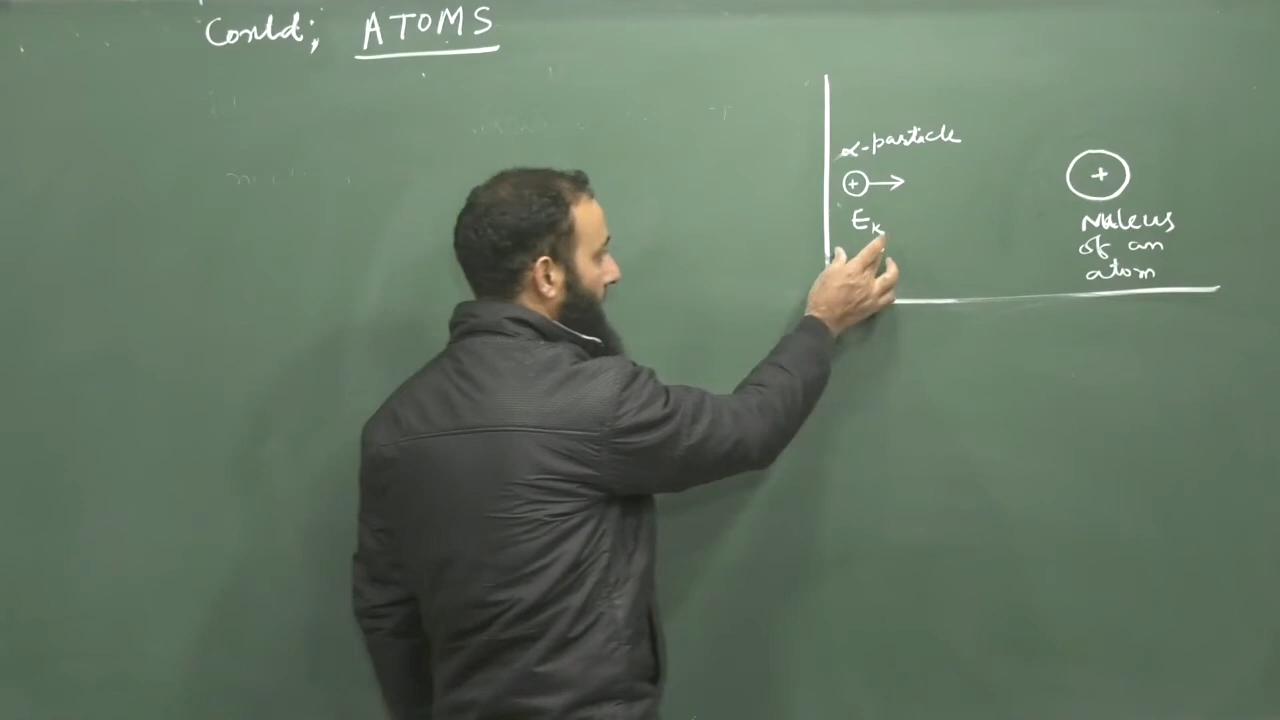 Contd; ATOMS
α-particle
+
+
Ek
Nucleus
of an
atom